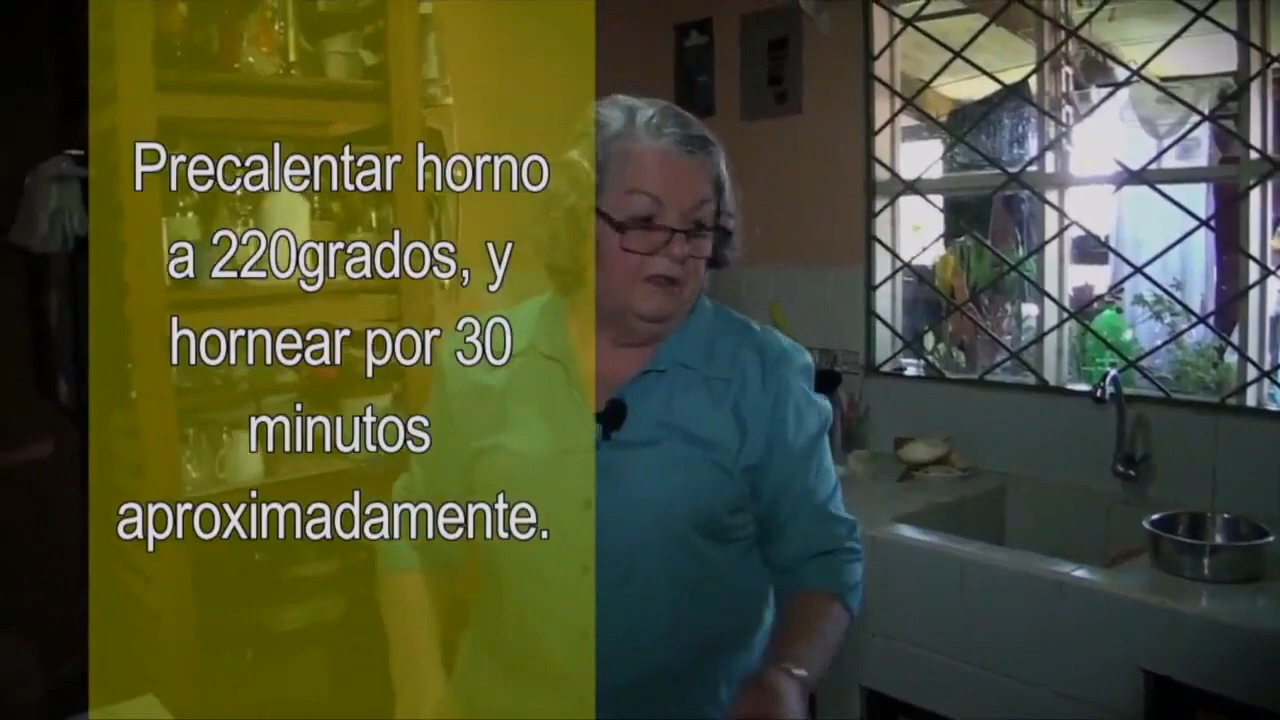 Precalentar horno
a 220grados, y
hornear por 30
minutos
aproximadamente.